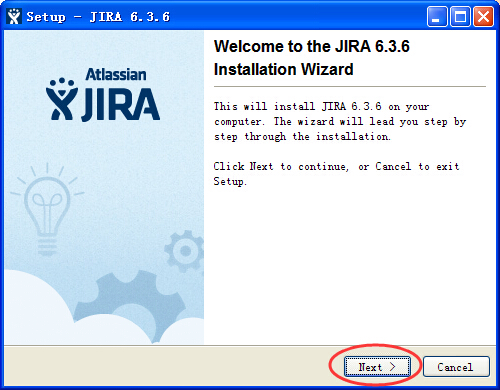 Setup - JIRA 6.3.6
Welcome to the JIRA 6.3.6
Installation Wizard
Atlassian
JIRA
This will install JIRA 6.3.6 on your
computer. The wizard will lead you step by
step through the installation.
Click Next to continue, or Cancel to exit
Setup.
Next >
Cancel